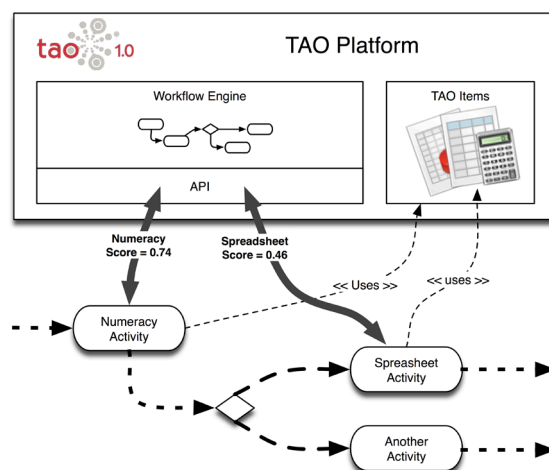 tao 1.0
TAO Platform
Workflow Engine
TAO Items
API
Numeracy
Score = 0.74
Spreadsheet
Score = 0.46
<< Uses >>
<< uses >>
Numeracy
Activity
Spreasheet
Activity
Another
Activity